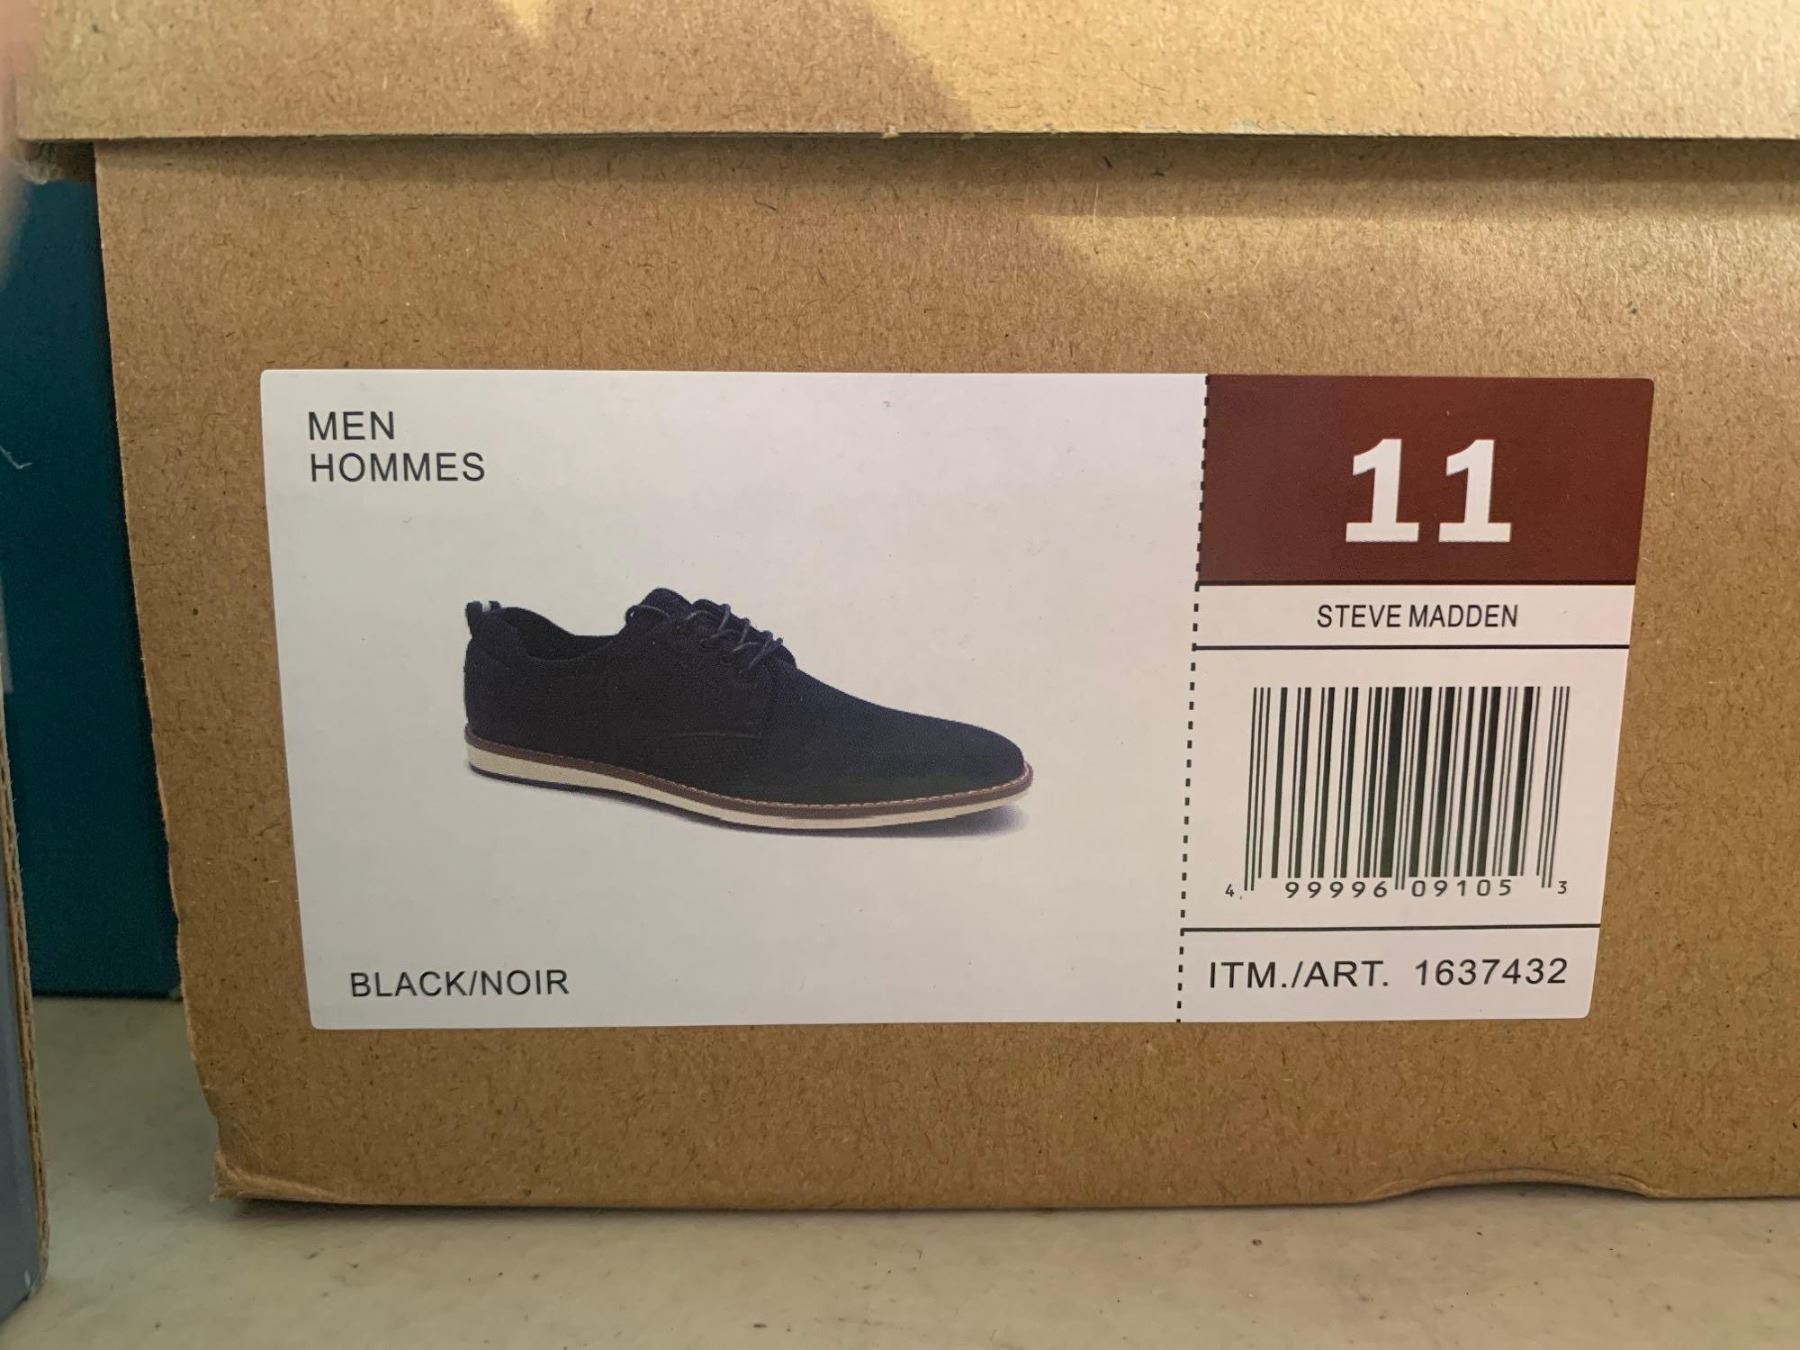 MEN
HOMMES
11
STEVE MADDEN
4 99996 09105 3
BLACK/NOIR
ITM./ART. 1637432